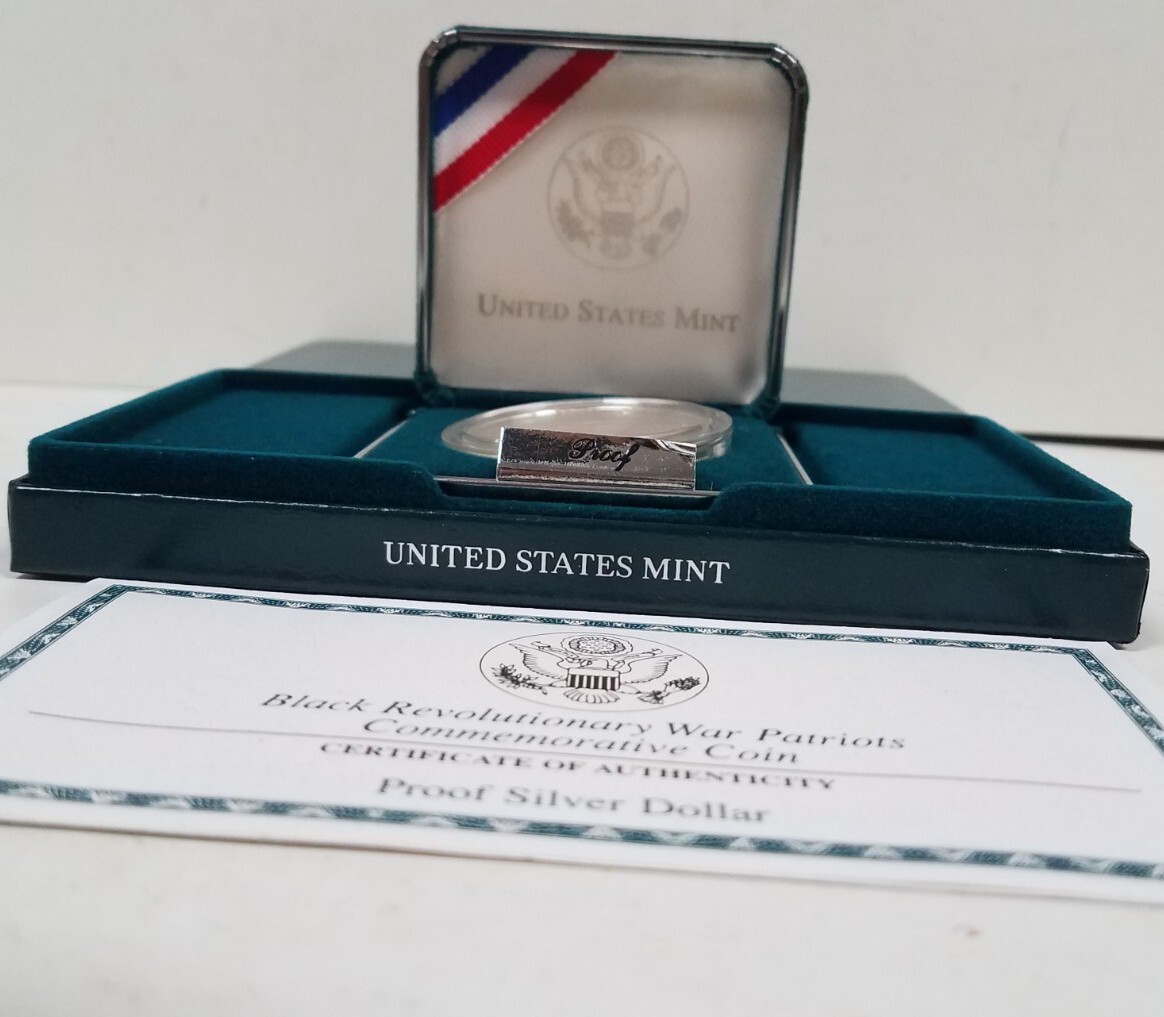 UNITED STATES MINT
Proof
UNITED STATES MINT
Black Revolutionary War Patriots
Commemorative Coin
CERTIFICATE OF AUTHENTICITY
Proof Silver Dollar